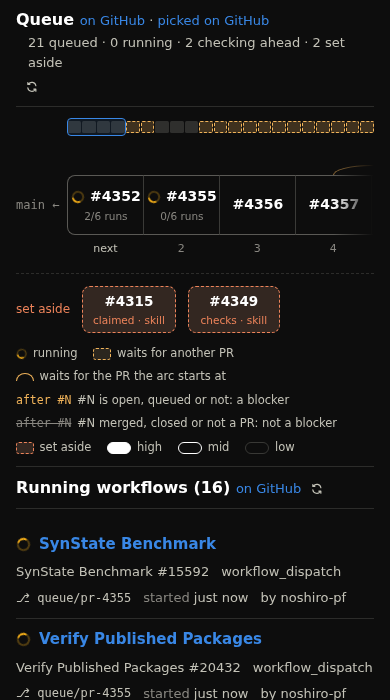 Queue on GitHub · picked on GitHub
21 queued · 0 running · 2 checking ahead · 2 set
aside
main ← #4352 #4355 #4356 #4357
2/6 runs 0/6 runs
next 2 3 4
set aside #4315 #4349
claimed · skill checks · skill
running waits for another PR
waits for the PR the arc starts at
after #N #N is open, queued or not: a blocker
after #N #N merged, closed or not a PR: not a blocker
set aside high mid low
Running workflows (16) on GitHub
SynState Benchmark
SynState Benchmark #15592 workflow_dispatch
queue/pr-4355 started just now by noshiro-pf
Verify Published Packages
Verify Published Packages #20432 workflow_dispatch
queue/pr-4355 started just now by noshiro-pf